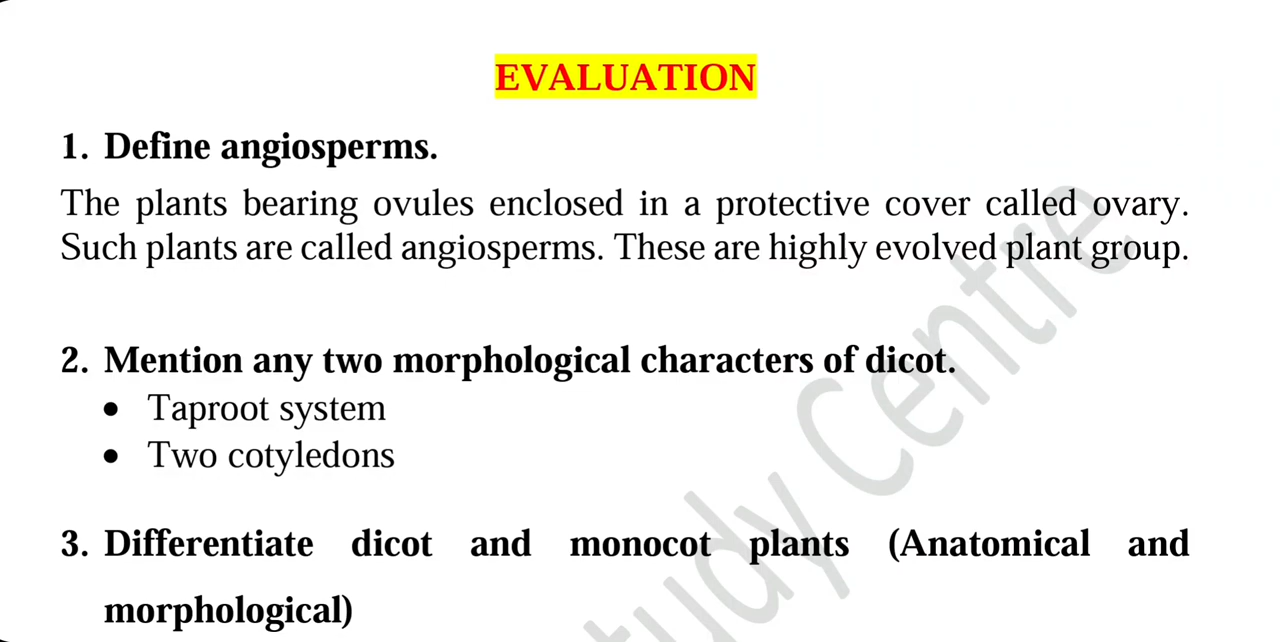 EVALUATION
1. Define angiosperms.
The plants bearing ovules enclosed in a protective cover called ovary.
Such plants are called angiosperms. These are highly evolved plant group.
2. Mention any two morphological characters of dicot.
• Taproot system
• Two cotyledons
3. Differentiate dicot and monocot plants (Anatomical and
morphological)
Centre